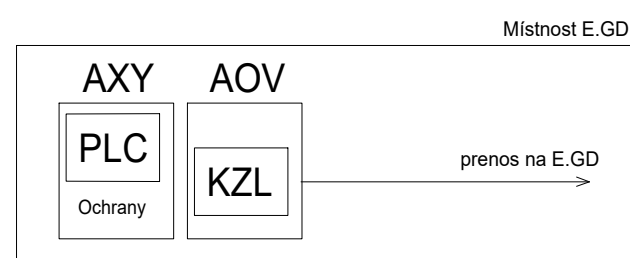 Místnost E.GD
AXY
AOV
PLC
Ochrany
KZL
prenos na E.GD